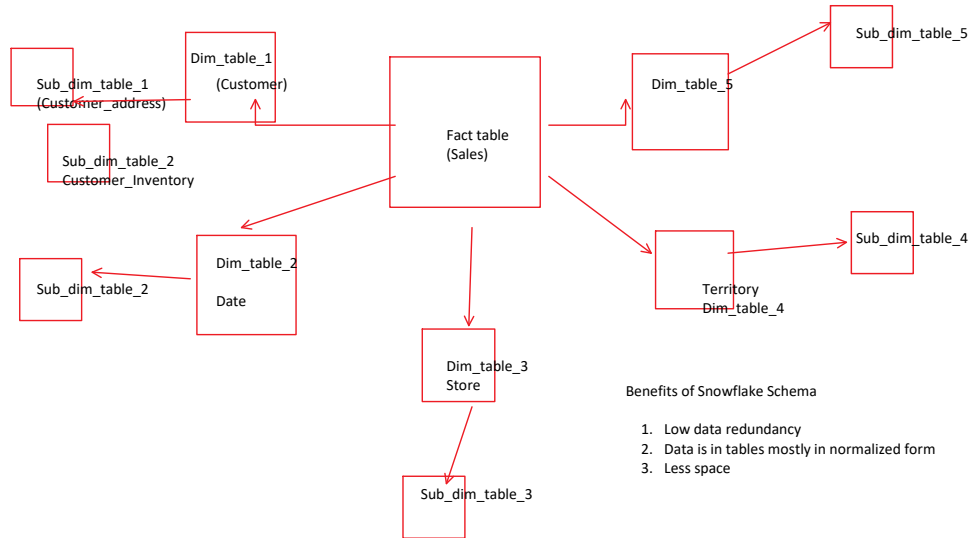 Sub_dim_table_1
(Customer_address)
Sub_dim_table_2
Customer_Inventory
Dim_table_1
(Customer)
Fact table
(Sales)
Dim_table_5
Sub_dim_table_5
Sub_dim_table_2
Dim_table_2
Date
Dim_table_3
Store
Sub_dim_table_3
Territory
Dim_table_4
Sub_dim_table_4
Benefits of Snowflake Schema
1. Low data redundancy
2. Data is in tables mostly in normalized form
3. Less space